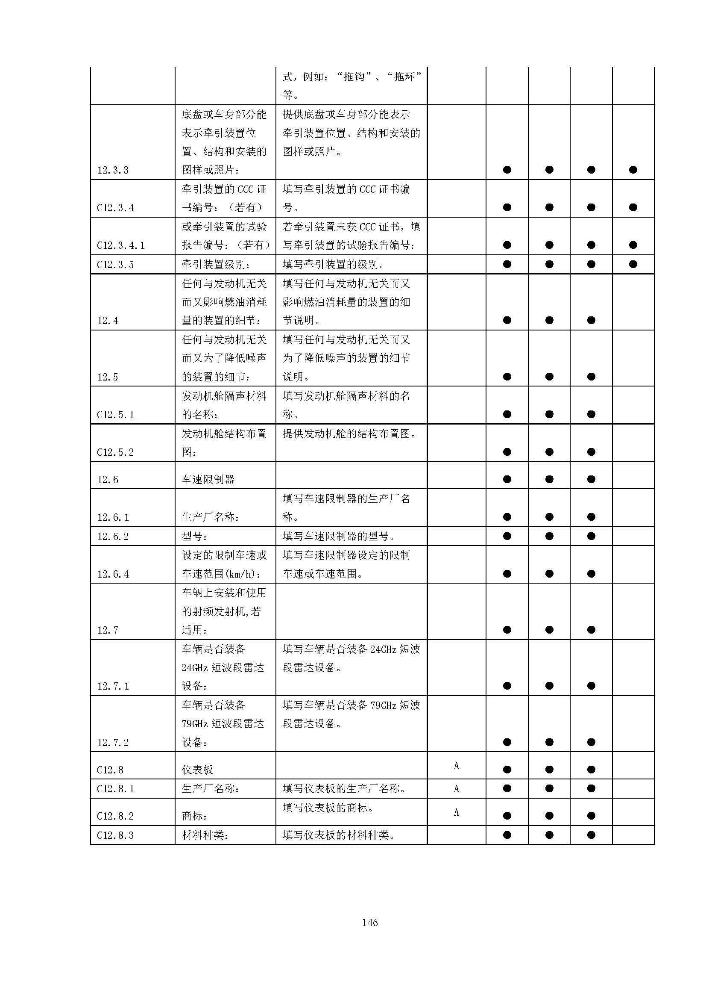 式，例如：“拖钩”、“拖环”
等。
底盘或车身部分能
表示牵引装置位
置、结构和安装的
12.3.3
图样或照片：
提供底盘或车身部分能表示
牵引装置位置、结构和安装的
图样或照片。
● ● ● ●
牵引装置的 CCC 证
C12.3.4
书编号：（若有）
填写牵引装置的 CCC 证书编
号。
● ● ● ●
或牵引装置的试验
C12.3.4.1
报告编号：（若有）
若牵引装置未获 CCC 证书，填
写牵引装置的试验报告编号：
● ● ● ●
C12.3.5
牵引装置级别：
填写牵引装置的级别。
● ● ● ●
任何与发动机无关
而又影响燃油消耗
12.4
量的装置的细节：
填写任何与发动机无关而又
影响燃油消耗量的装置的细
节说明。
● ● ●
任何与发动机无关
而又为了降低噪声
12.5
的装置的细节：
填写任何与发动机无关而又
为了降低噪声的装置的细节
说明。
● ● ●
发动机舱隔声材料
C12.5.1
的名称：
填写发动机舱隔声材料的名
称。
● ● ●
发动机舱结构布置
C12.5.2
图：
提供发动机舱的结构布置图。
● ● ●
12.6
车速限制器
● ● ●
12.6.1
生产厂名称：
填写车速限制器的生产厂名
称。
● ● ●
12.6.2
型号：
填写车速限制器的型号。
● ● ●
设定的限制车速或
12.6.4
车速范围(km/h)：
填写车速限制器设定的限制
车速或车速范围。
● ● ●
车辆上安装和使用
的射频发射机,若
12.7
适用：
● ● ●
车辆是否装备
24GHz 短波段雷达
12.7.1
设备：
填写车辆是否装备 24GHz 短波
段雷达设备。
● ● ●
车辆是否装备
79GHz 短波段雷达
12.7.2
设备：
填写车辆是否装备 79GHz 短波
段雷达设备。
● ● ●
C12.8
仪表板
A
● ● ●
C12.8.1
生产厂名称：
填写仪表板的生产厂名称。
A
● ● ●
C12.8.2
商标：
填写仪表板的商标。
A
● ● ●
C12.8.3
材料种类：
填写仪表板的材料种类。
● ● ●
146